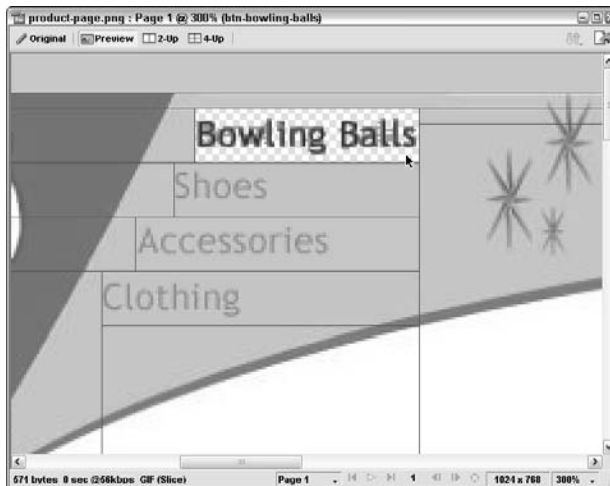 product-page.png : Page 1 @ 300% (btn-bowling-balls)
Original Preview 2-Up 4-Up
Bowling Balls
Shoes
Accessories
Clothing
571 bytes 0 sec @56kbps GIF (Slice) Page 1 1 1024 x 768 300%